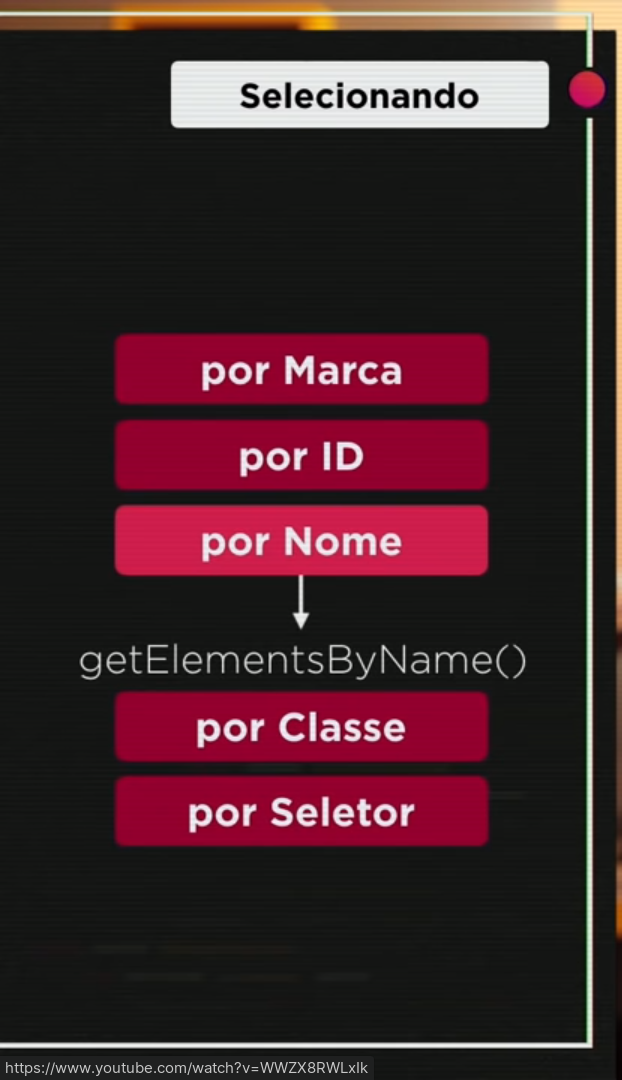 Selecionando
por Marca
por ID
por Nome
getElementsByName()
por Classe
por Seletor
https://www.youtube.com/watch?v=WWZX8RWLxlk